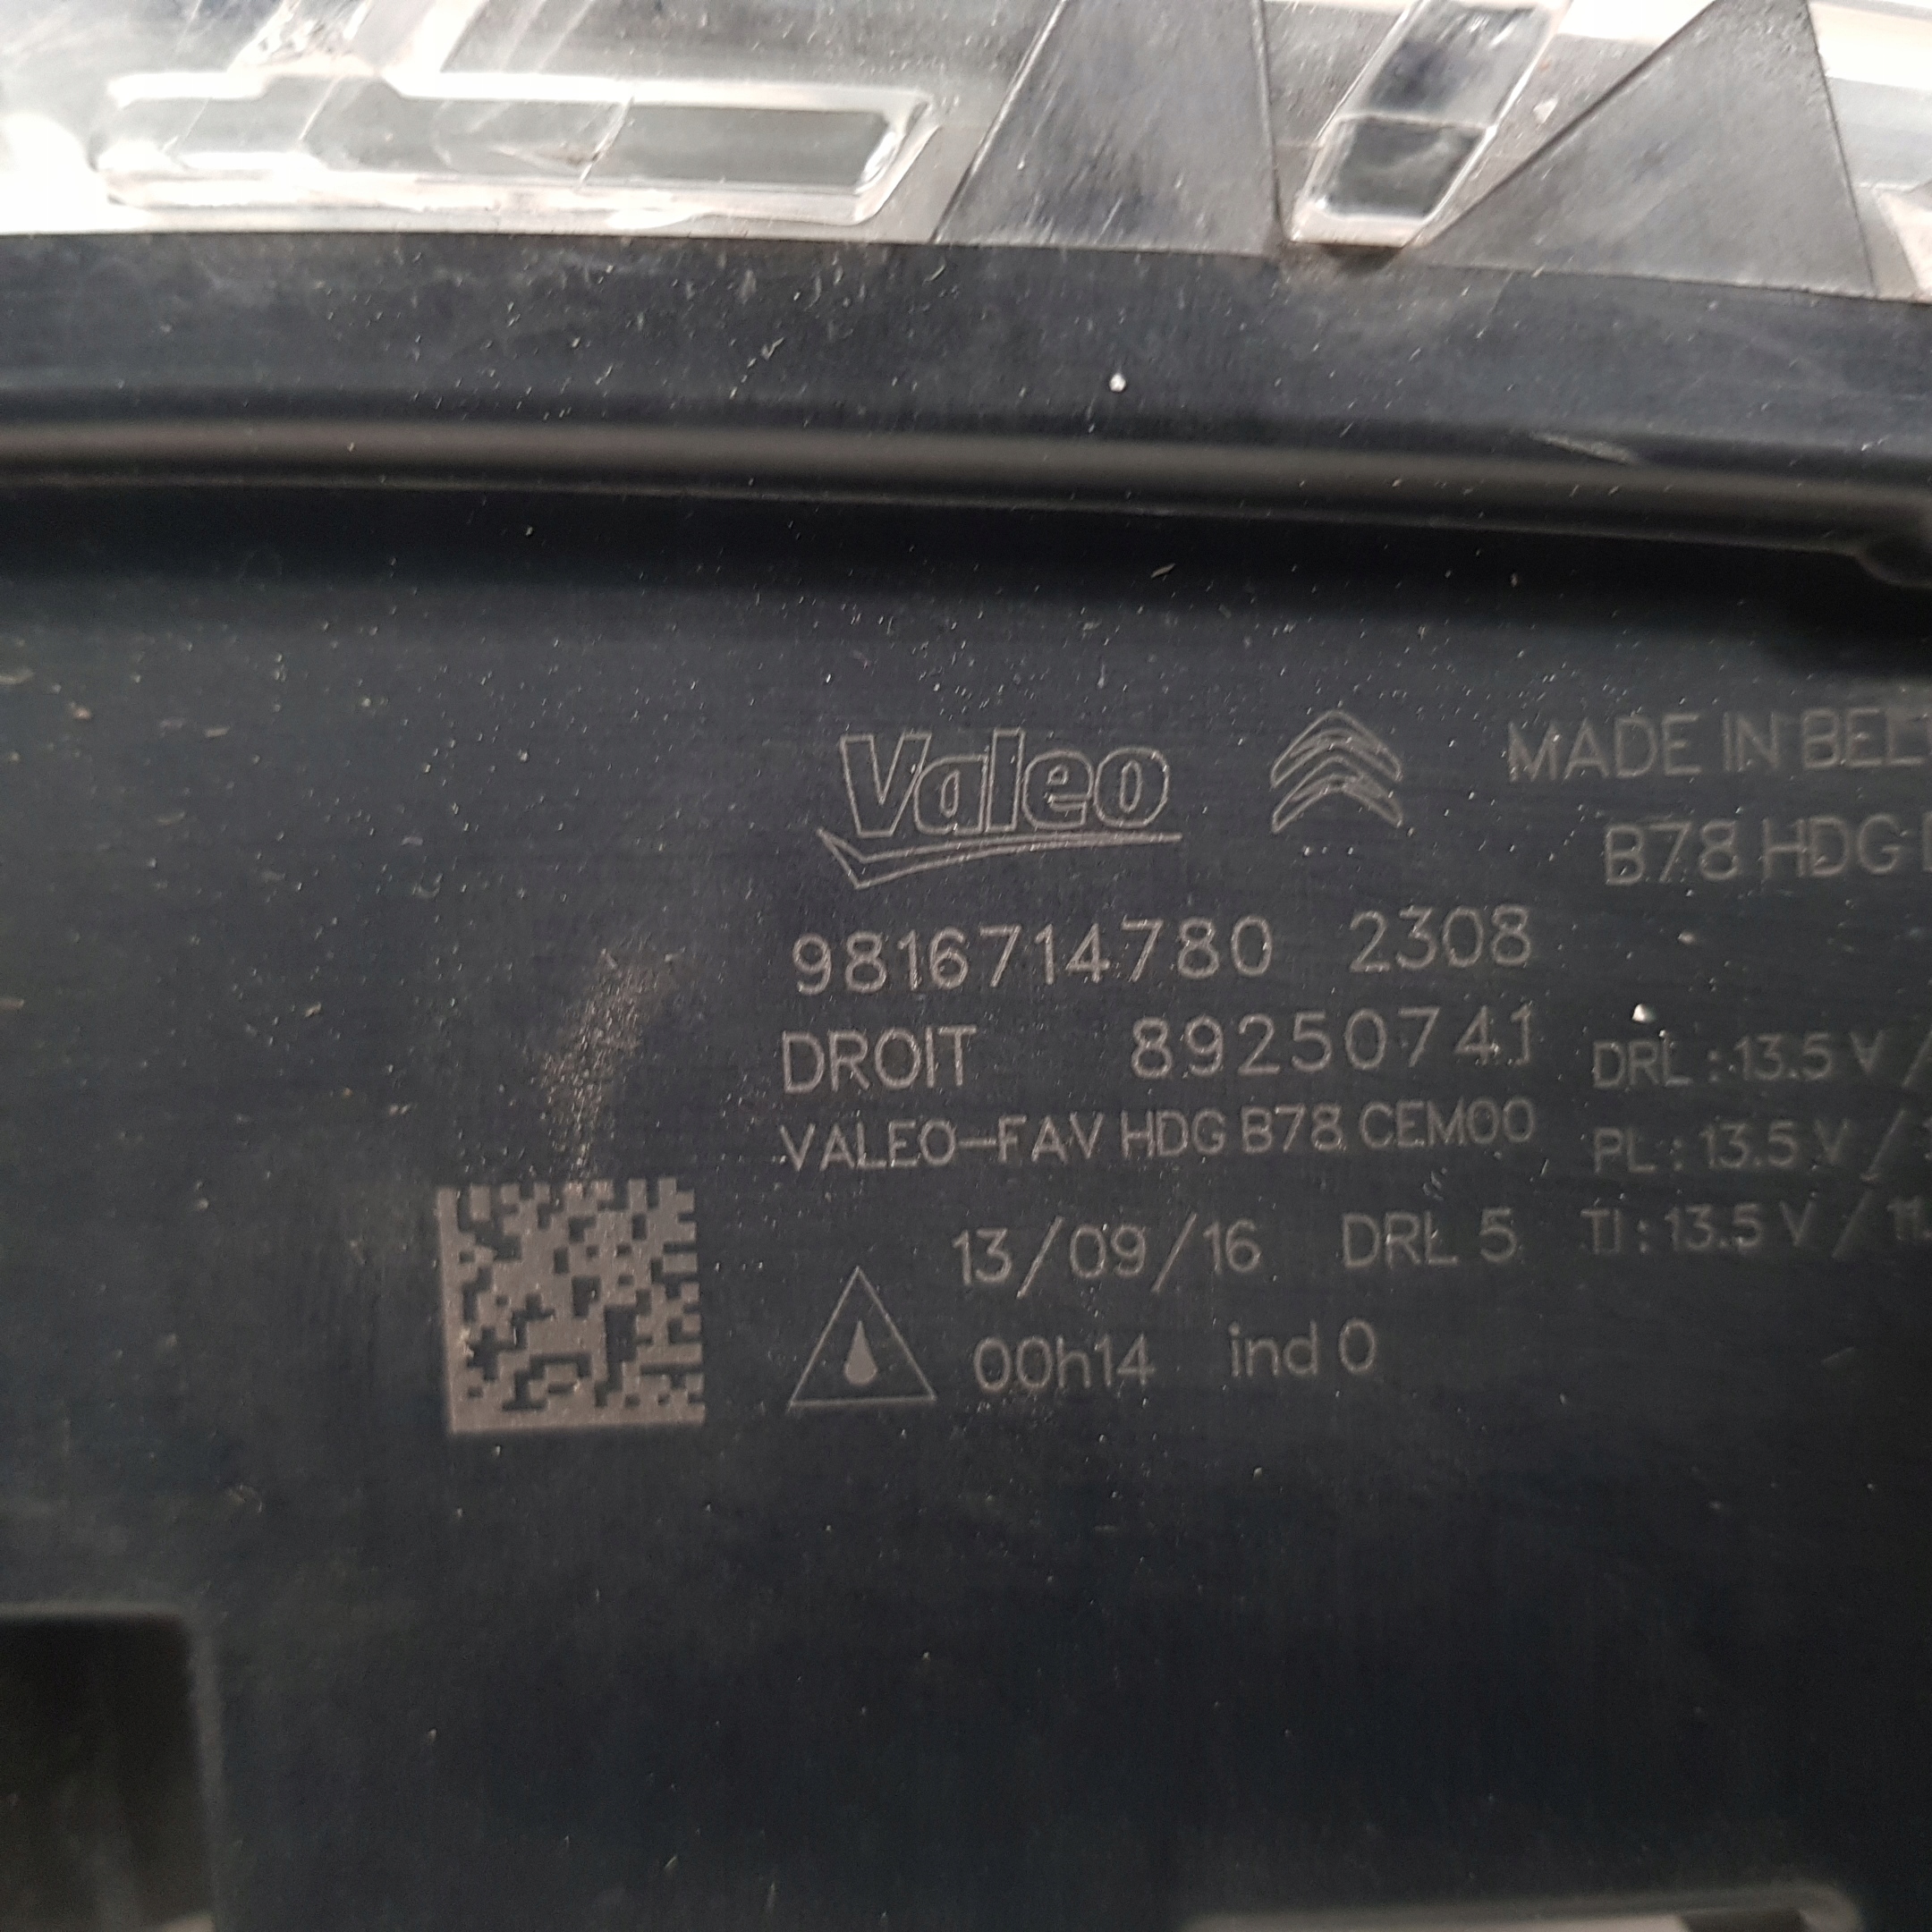 Valeo MADE IN BEL
B78 HDG
9816714780 2308
DROIT 89250741 DRL : 13.5 V /
VALEO-FAV HDG B78 CEM00 PL : 13.5 V /
13/09/16 DRL 5 TI : 13.5 V / 11
00h14 ind 0